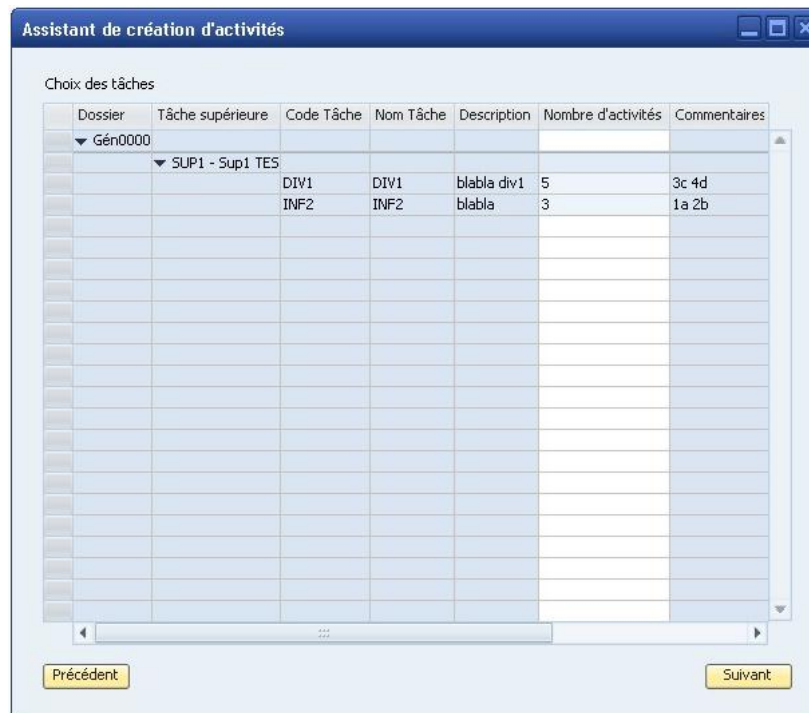 Assistant de création d'activités
Choix des tâches
Dossier Tâche supérieure Code Tâche Nom Tâche Description Nombre d'activités Commentaires
Gén0000
SUP1 - Sup1 TES
DIV1 DIV1 blabla div1 5 3c 4d
INF2 INF2 blabla 3 1a 2b
Précédent Suivant